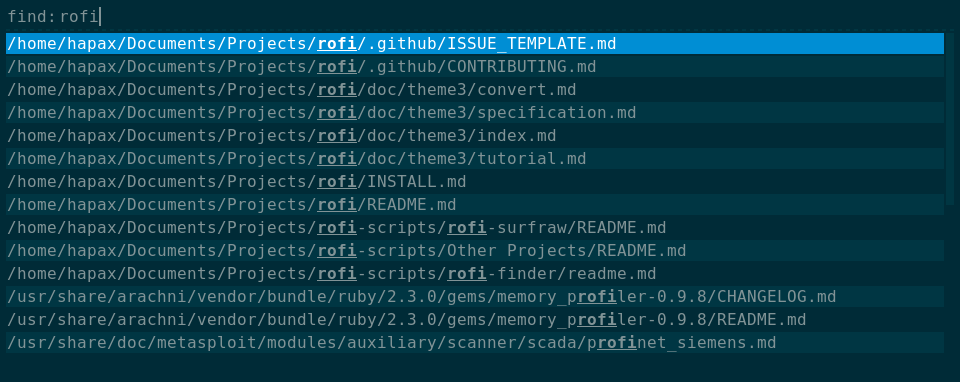 find: rofi
/home/hapax/Documents/Projects/rofi/.github/ISSUE_TEMPLATE.md
/home/hapax/Documents/Projects/rofi/.github/CONTRIBUTING.md
/home/hapax/Documents/Projects/rofi/doc/theme3/convert.md
/home/hapax/Documents/Projects/rofi/doc/theme3/specification.md
/home/hapax/Documents/Projects/rofi/doc/theme3/index.md
/home/hapax/Documents/Projects/rofi/doc/theme3/tutorial.md
/home/hapax/Documents/Projects/rofi/INSTALL.md
/home/hapax/Documents/Projects/rofi/README.md
/home/hapax/Documents/Projects/rofi-scripts/rofi-surfraw/README.md
/home/hapax/Documents/Projects/rofi-scripts/Other Projects/README.md
/home/hapax/Documents/Projects/rofi-scripts/rofi-finder/readme.md
/usr/share/arachni/vendor/bundle/ruby/2.3.0/gems/memory_profiler-0.9.8/CHANGELOG.md
/usr/share/arachni/vendor/bundle/ruby/2.3.0/gems/memory_profiler-0.9.8/README.md
/usr/share/doc/metasploit/modules/auxiliary/scanner/scada/profinet_siemens.md